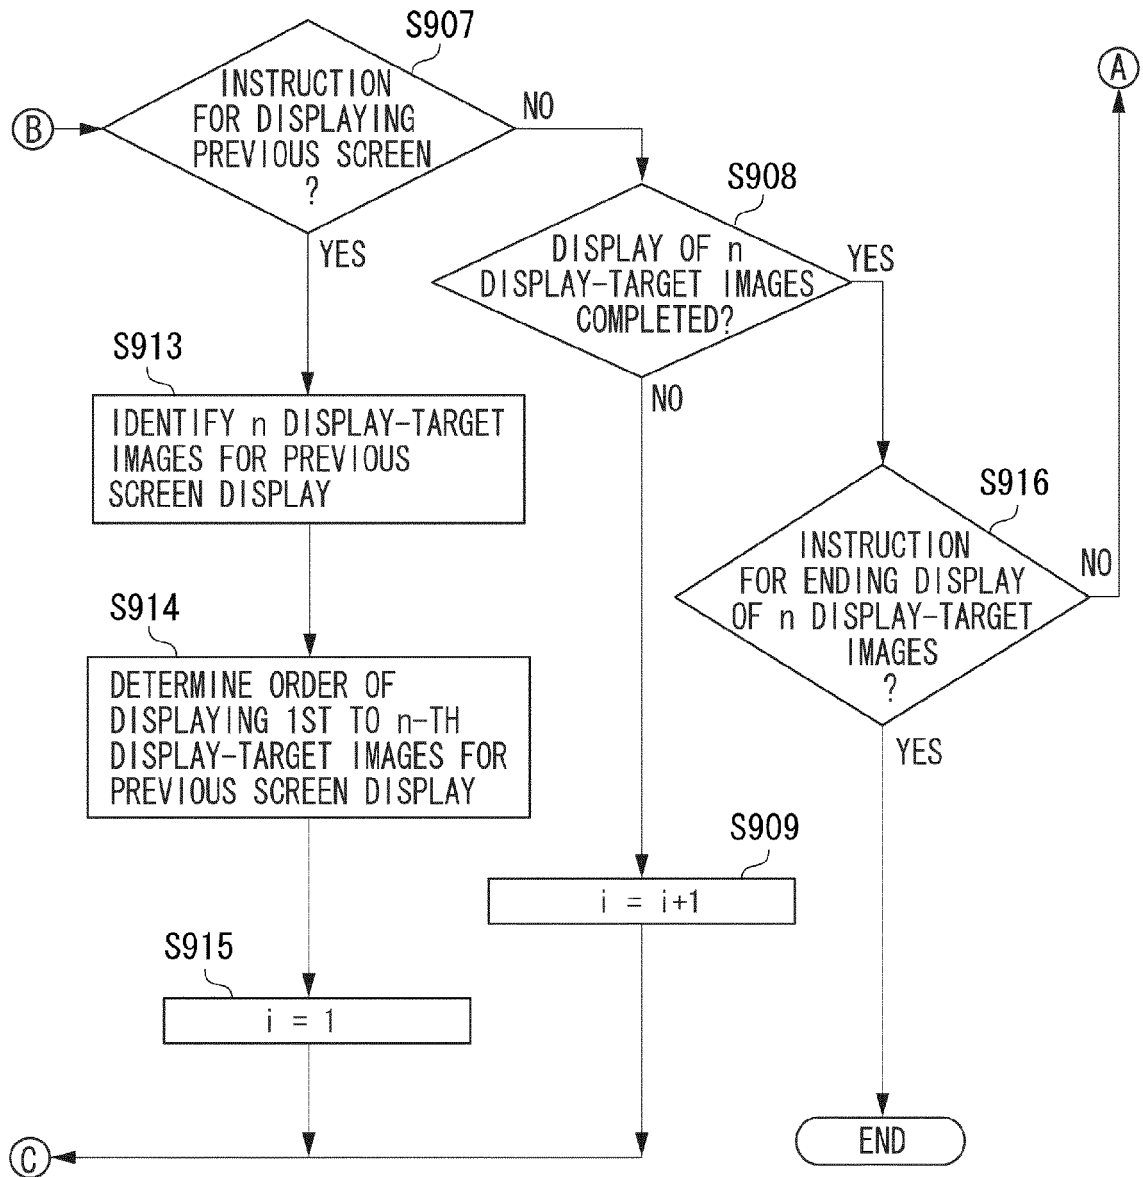 S907
INSTRUCTION
FOR DISPLAYING
PREVIOUS SCREEN
?
B
NO
YES
A
S908
DISPLAY OF n
DISPLAY-TARGET IMAGES
COMPLETED?
YES
NO
S913
IDENTIFY n DISPLAY-TARGET
IMAGES FOR PREVIOUS
SCREEN DISPLAY
S916
INSTRUCTION
FOR ENDING DISPLAY
OF n DISPLAY-TARGET
IMAGES
?
NO
YES
S914
DETERMINE ORDER OF
DISPLAYING 1ST TO n-TH
DISPLAY-TARGET IMAGES FOR
PREVIOUS SCREEN DISPLAY
S909
i = i+1
S915
i = 1
C
END